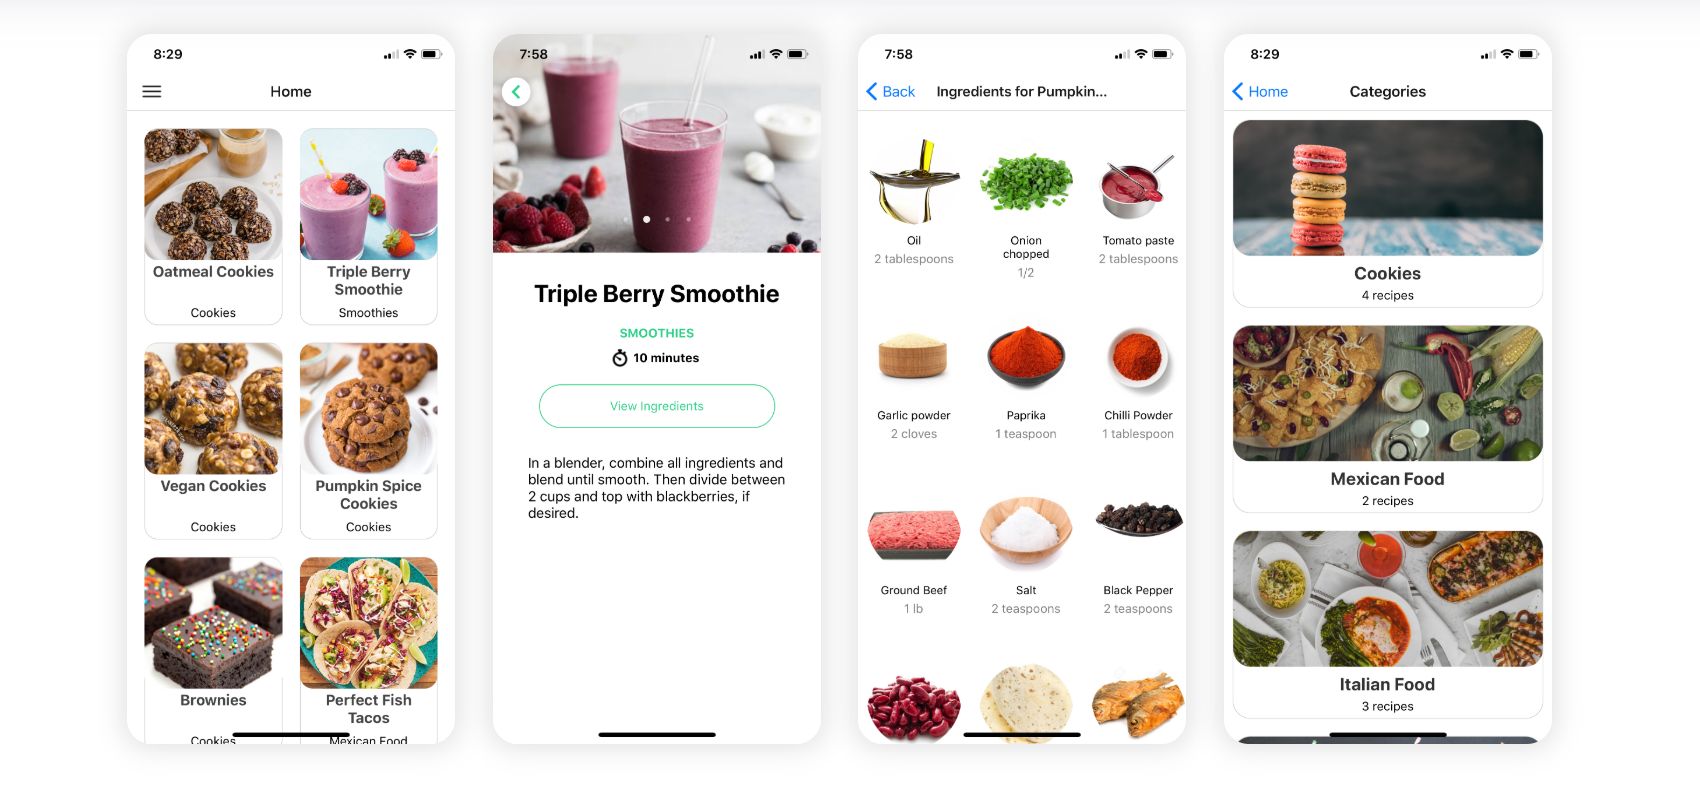 8:29
Home
Oatmeal Cookies
Cookies
Triple Berry
Smoothie
Smoothies
Vegan Cookies
Cookies
Pumpkin Spice
Cookies
Cookies
Brownies
Cookies
Perfect Fish
Tacos
Mexican Food
7:58
Triple Berry Smoothie
SMOOTHIES
10 minutes
View Ingredients
In a blender, combine all ingredients and
blend until smooth. Then divide between
2 cups and top with blackberries, if
desired.
7:58
Back
Ingredients for Pumpkin...
Oil
2 tablespoons
Onion
chopped
1/2
Tomato paste
2 tablespoons
Garlic powder
2 cloves
Paprika
1 teaspoon
Chilli Powder
1 tablespoon
Ground Beef
1 lb
Salt
2 teaspoons
Black Pepper
2 teaspoons
8:29
Home
Categories
Cookies
4 recipes
Mexican Food
2 recipes
Italian Food
3 recipes